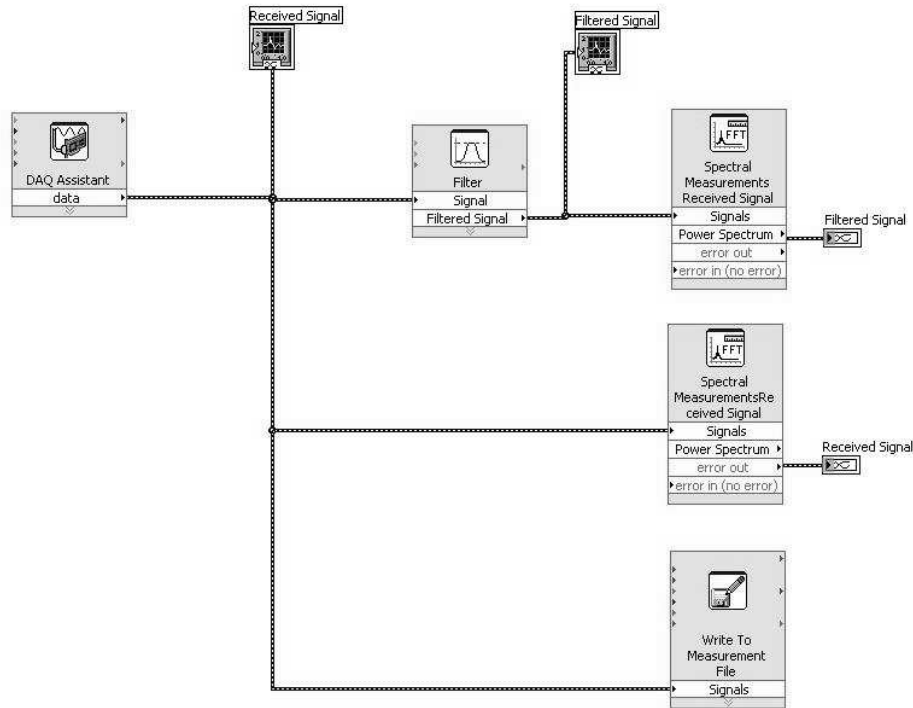 Received Signal
Filtered Signal
DAQ Assistant
data
Filter
Signal
Filtered Signal
FFT
Spectral
Measurements
Received Signal
Signals
Power Spectrum
error out
error in (no error)
Filtered Signal
FFT
Spectral
MeasurementsRe
ceived Signal
Signals
Power Spectrum
error out
error in (no error)
Received Signal
Write To
Measurement
File
Signals